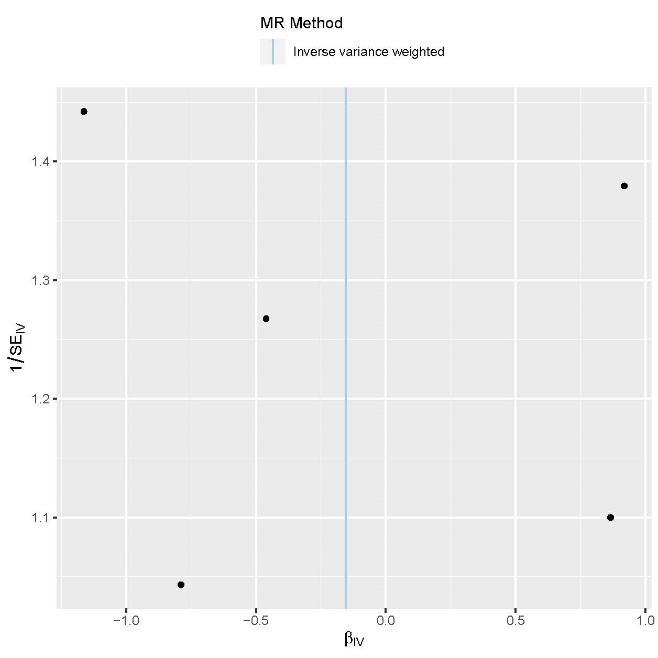 MR Method
Inverse variance weighted
1.4
1.3
1.2
1.1
1/SE_IV
−1.0 −0.5 0.0 0.5 1.0
β_IV